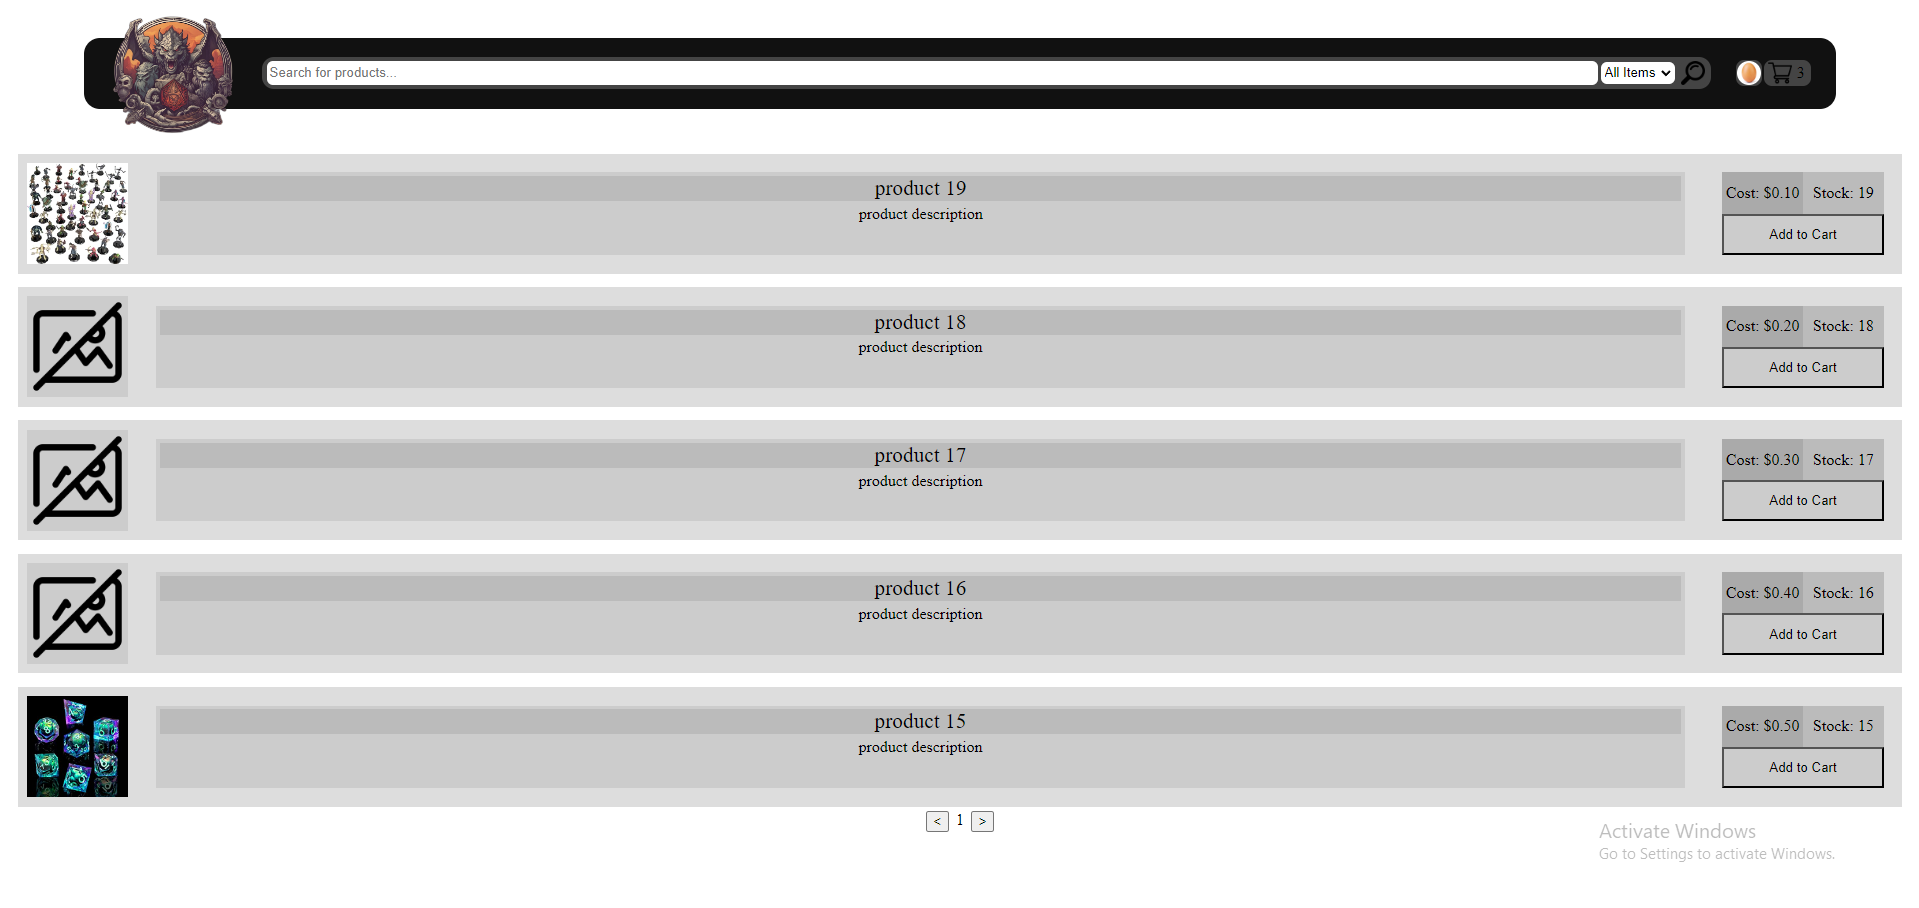 Search for products...
All Items
3
product 19
product description
Cost: $0.10
Stock: 19
Add to Cart
product 18
product description
Cost: $0.20
Stock: 18
Add to Cart
product 17
product description
Cost: $0.30
Stock: 17
Add to Cart
product 16
product description
Cost: $0.40
Stock: 16
Add to Cart
product 15
product description
Cost: $0.50
Stock: 15
Add to Cart
< 1 >
Activate Windows
Go to Settings to activate Windows.